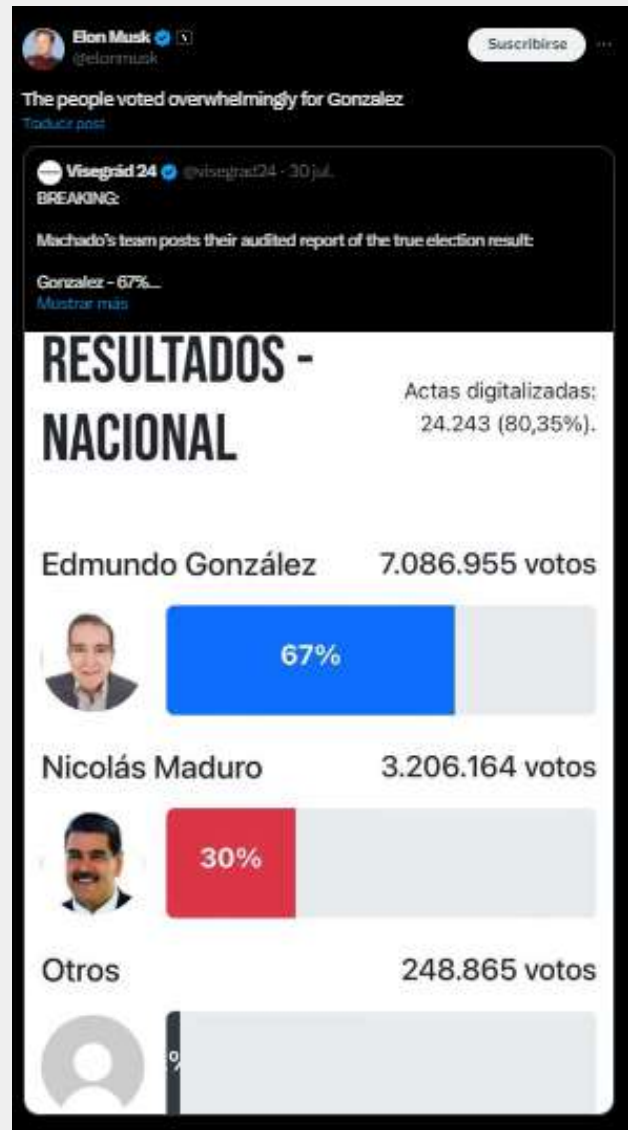 Elon Musk
@elonmusk
Suscribirse
The people voted overwhelmingly for Gonzalez
Traducir post
Visegrád 24 @visegrad24 · 30 jul.
BREAKING:
Machado's team posts their audited report of the true election result:
Gonzalez - 67%...
Mostrar más
RESULTADOS -
NACIONAL
Actas digitalizadas:
24.243 (80,35%).
Edmundo González 7.086.955 votos
67%
Nicolás Maduro 3.206.164 votos
30%
Otros 248.865 votos
%